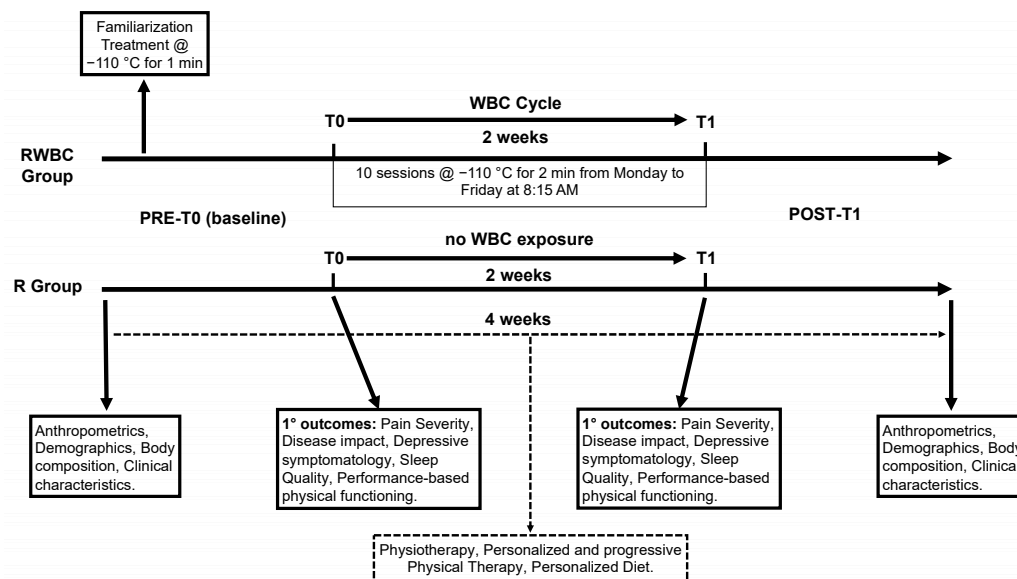 Familiarization
Treatment @
−110 °C for 1 min
WBC Cycle
T0
T1
2 weeks
RWBC
Group
10 sessions @ −110 °C for 2 min from Monday to
Friday at 8:15 AM
PRE-T0 (baseline)
POST-T1
no WBC exposure
T0
T1
2 weeks
R Group
4 weeks
Anthropometrics,
Demographics, Body
composition, Clinical
characteristics.
1° outcomes: Pain Severity,
Disease impact, Depressive
symptomatology, Sleep
Quality, Performance-based
physical functioning.
1° outcomes: Pain Severity,
Disease impact, Depressive
symptomatology, Sleep
Quality, Performance-based
physical functioning.
Anthropometrics,
Demographics, Body
composition, Clinical
characteristics.
Physiotherapy, Personalized and progressive
Physical Therapy, Personalized Diet.